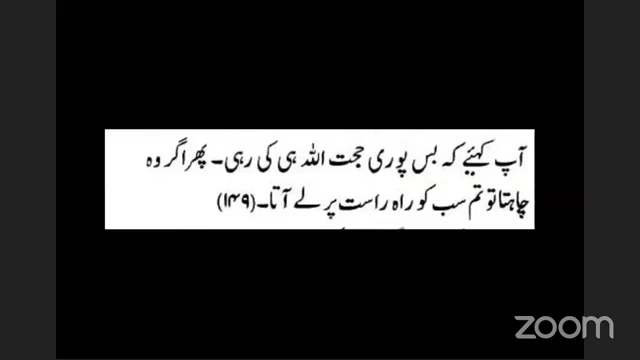 آپ کہئیے کہ بس پوری حجت اللہ ہی کی رہی۔ پھر اگر وہ
چاہتا تو تم سب کو راہ راست پر لے آتا۔ (۱۴۹)
zoom